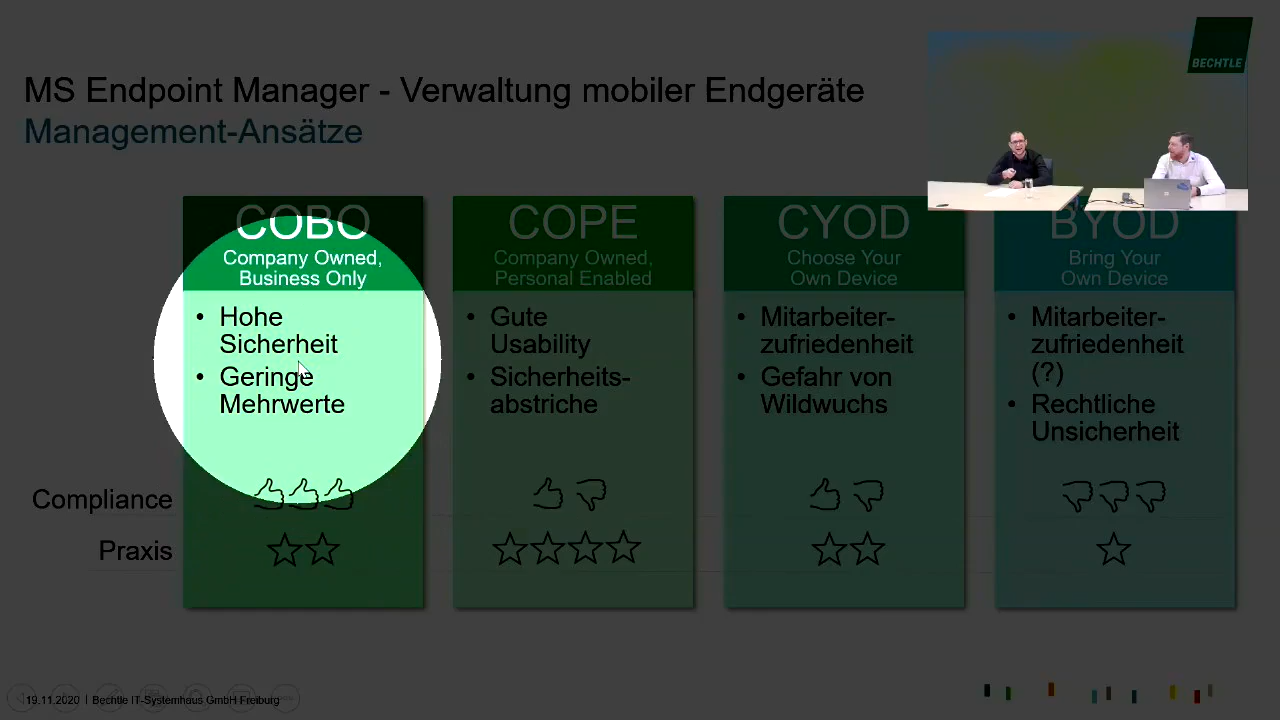 BECHTLE
MS Endpoint Manager - Verwaltung mobiler Endgeräte
Management-Ansätze
COBO
Company Owned,
Business Only
• Hohe
Sicherheit
• Geringe
Mehrwerte
COPE
Company Owned,
Personal Enabled
• Gute
Usability
• Sicherheits-
abstriche
CYOD
Choose Your
Own Device
• Mitarbeiter-
zufriedenheit
• Gefahr von
Wildwuchs
BYOD
Bring Your
Own Device
• Mitarbeiter-
zufriedenheit
(?)
• Rechtliche
Unsicherheit
Compliance
Praxis
19.11.2020 | Bechtle IT-Systemhaus GmbH Freiburg